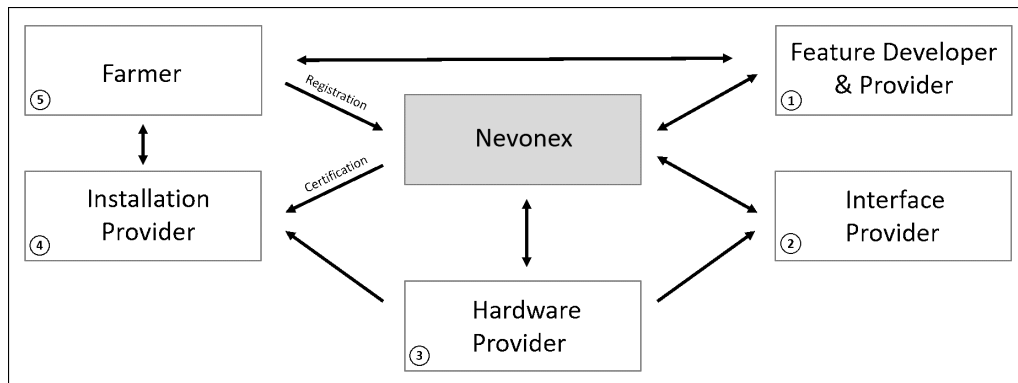 Farmer
5
Feature Developer
& Provider
1
Registration
Nevonex
Certification
Installation
Provider
4
Interface
Provider
2
Hardware
Provider
3